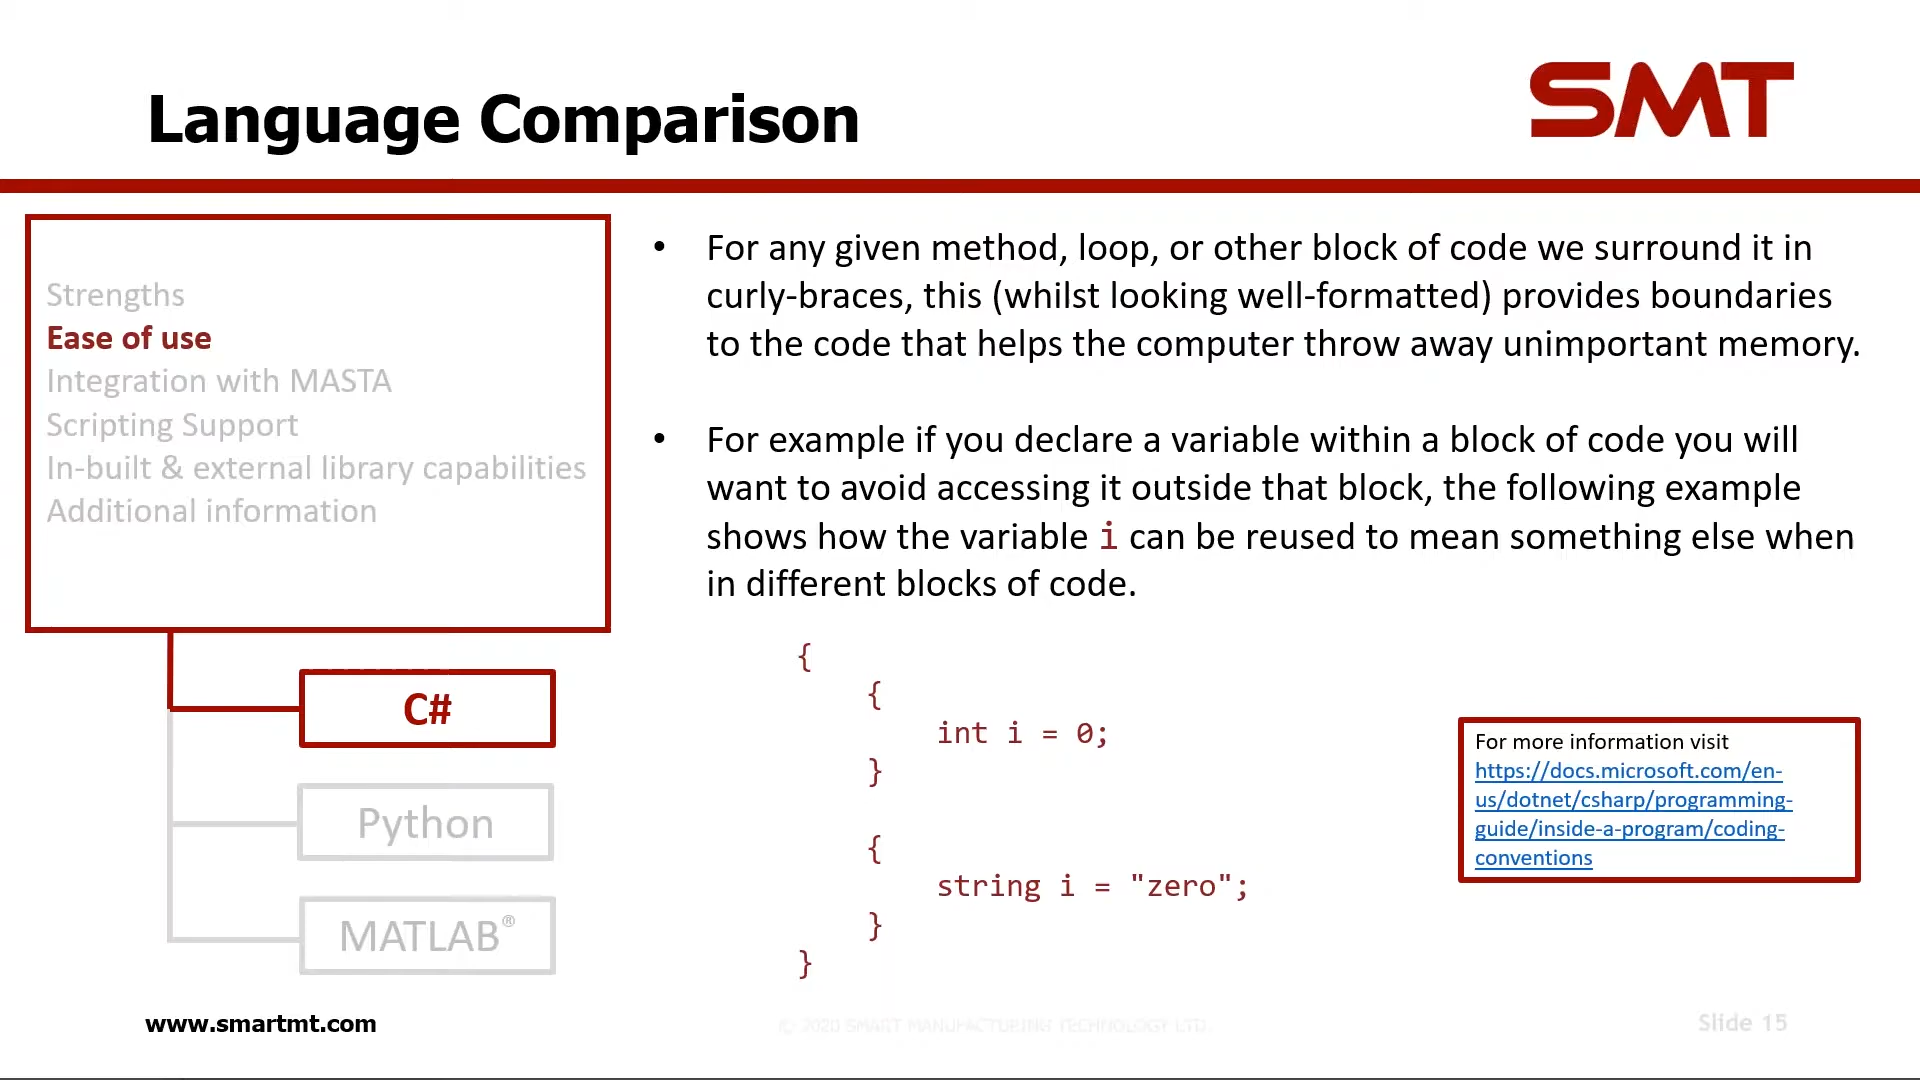 Language Comparison
SMT
Strengths
Ease of use
Integration with MASTA
Scripting Support
In-built & external library capabilities
Additional information
C#
Python
MATLAB®
• For any given method, loop, or other block of code we surround it in
curly-braces, this (whilst looking well-formatted) provides boundaries
to the code that helps the computer throw away unimportant memory.
• For example if you declare a variable within a block of code you will
want to avoid accessing it outside that block, the following example
shows how the variable i can be reused to mean something else when
in different blocks of code.
{
{
int i = 0;
}
{
string i = "zero";
}
}
For more information visit
https://docs.microsoft.com/en-
us/dotnet/csharp/programming-
guide/inside-a-program/coding-
conventions
www.smartmt.com
© 2020 SMART MANUFACTURING TECHNOLOGY LTD.
Slide 15